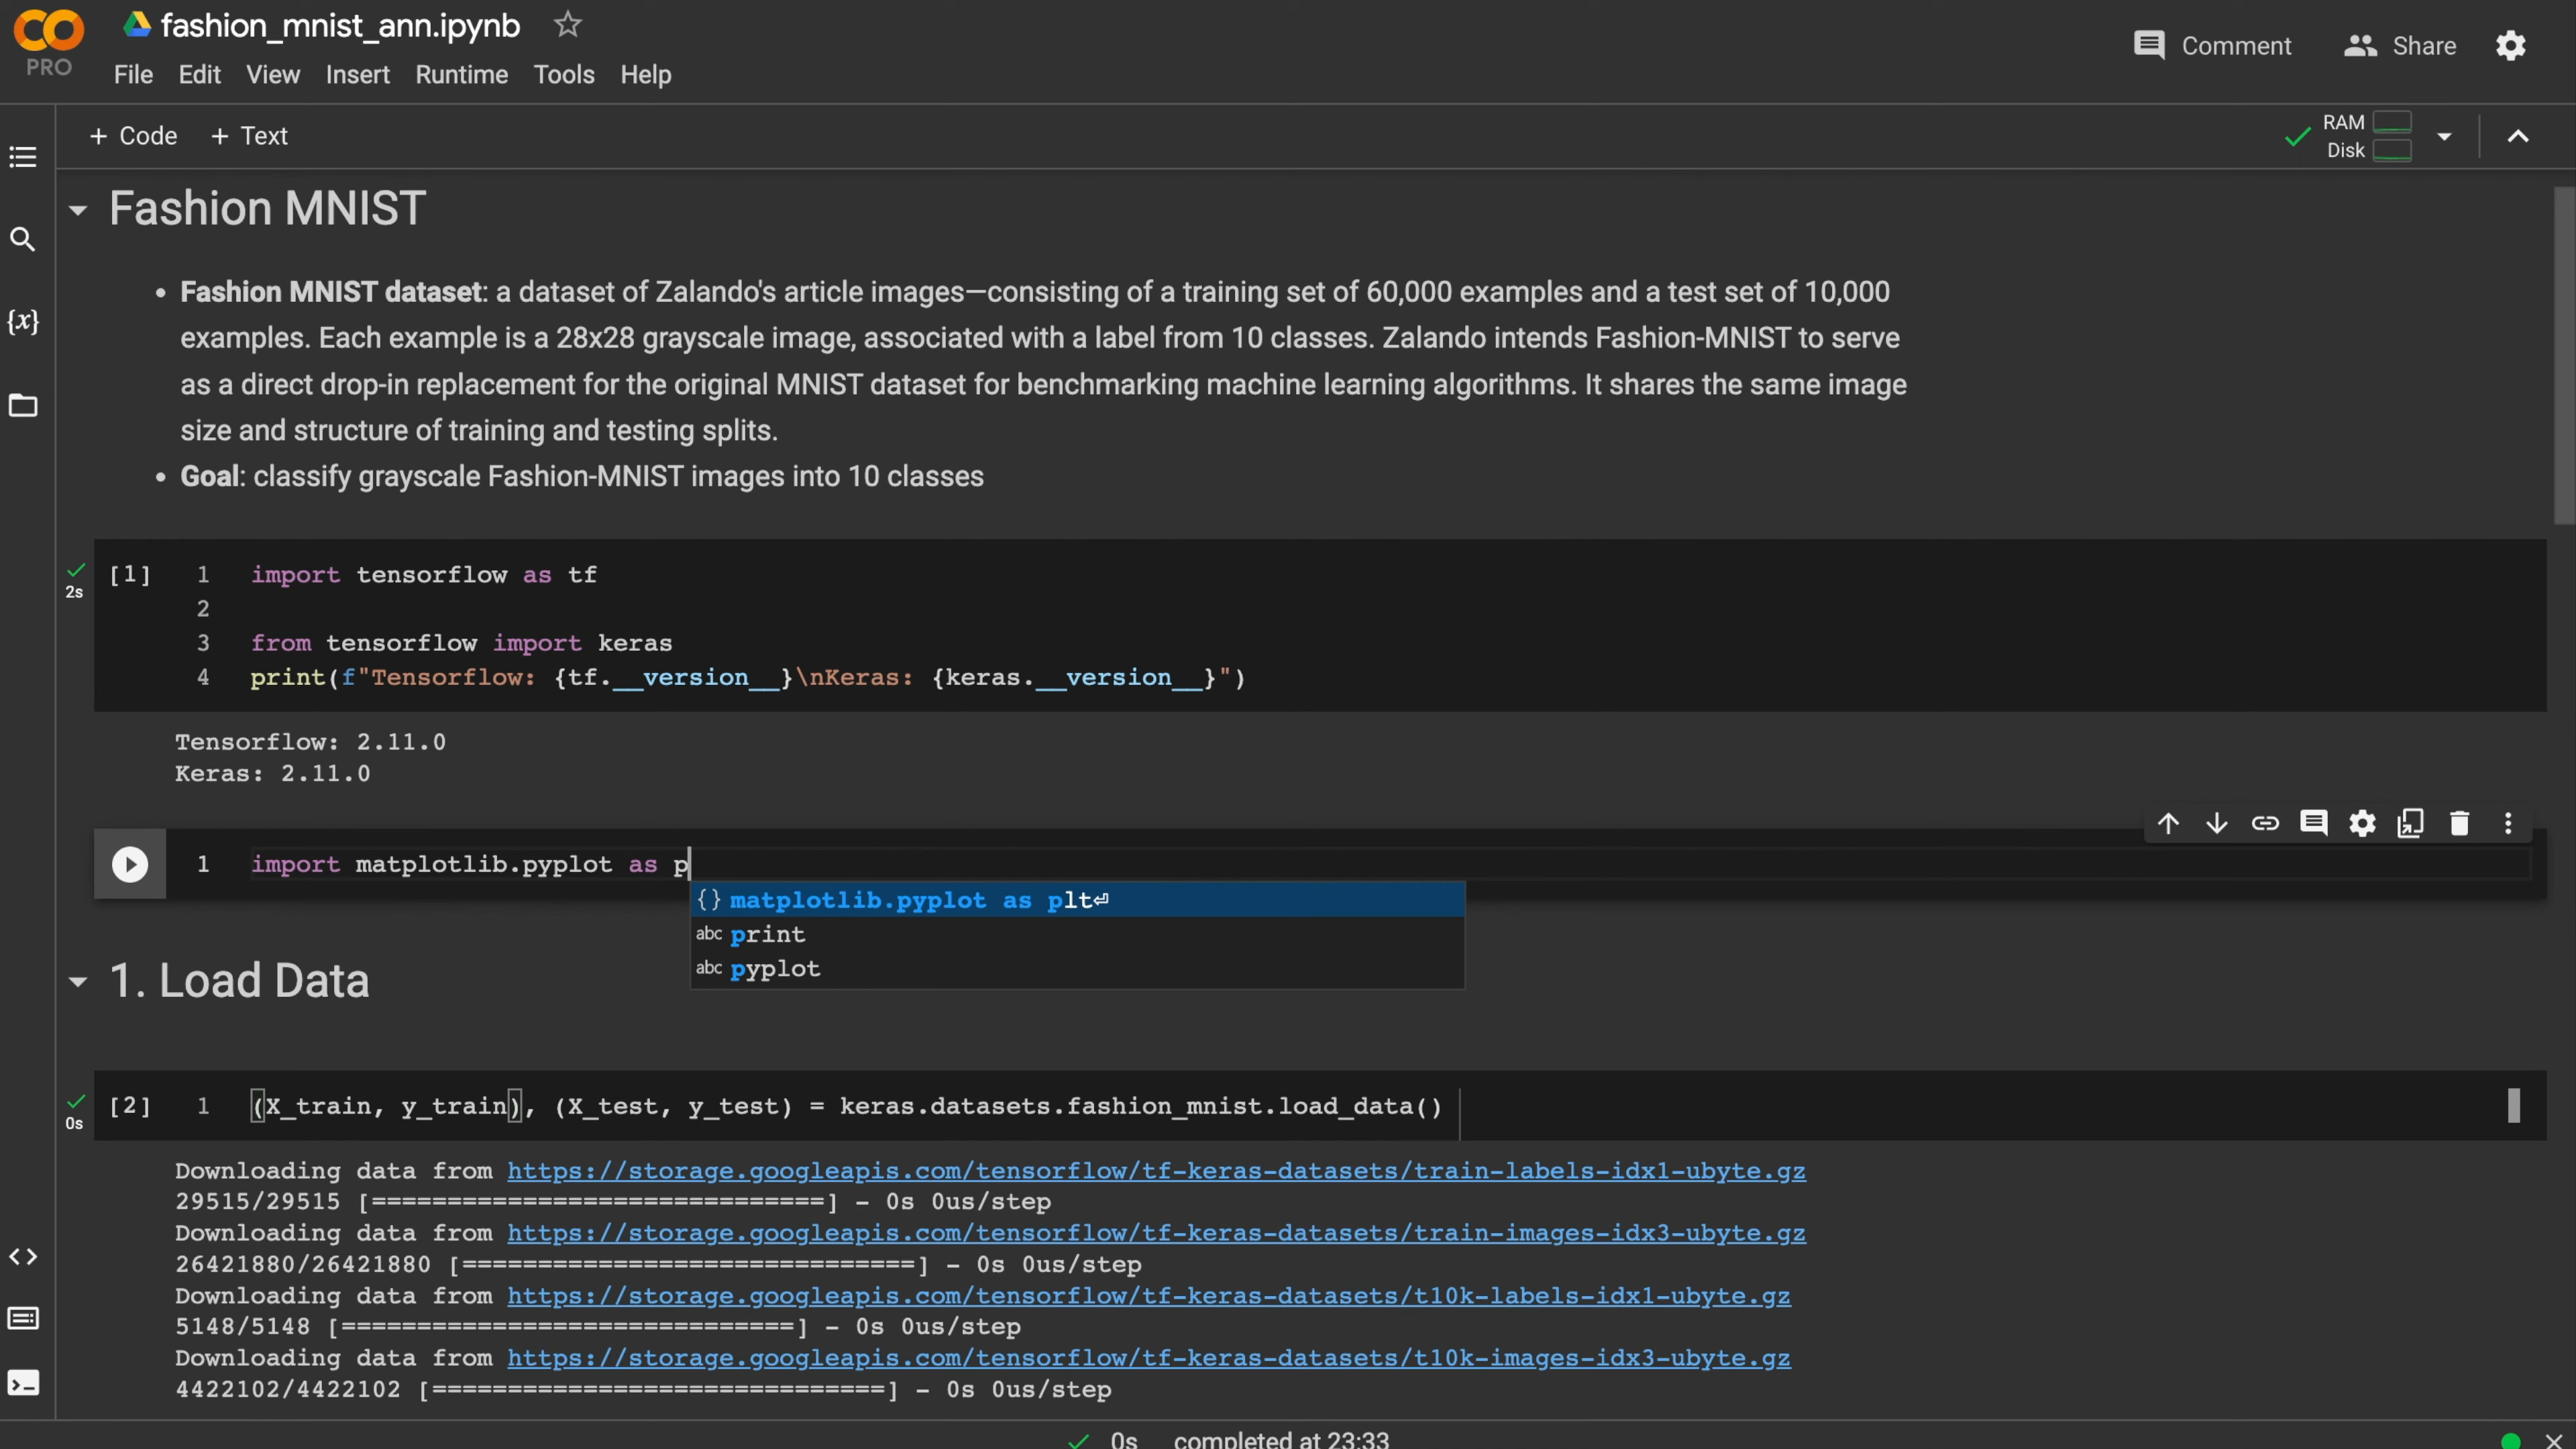 fashion_mnist_ann.ipynb
PRO
File Edit View Insert Runtime Tools Help
Comment
Share
+ Code + Text
RAM
Disk
Fashion MNIST
• Fashion MNIST dataset: a dataset of Zalando's article images—consisting of a training set of 60,000 examples and a test set of 10,000
examples. Each example is a 28x28 grayscale image, associated with a label from 10 classes. Zalando intends Fashion-MNIST to serve
as a direct drop-in replacement for the original MNIST dataset for benchmarking machine learning algorithms. It shares the same image
size and structure of training and testing splits.
• Goal: classify grayscale Fashion-MNIST images into 10 classes
[1] 1 import tensorflow as tf
2s
2
3 from tensorflow import keras
4 print(f"Tensorflow: {tf.__version__}\nKeras: {keras.__version__}")
Tensorflow: 2.11.0
Keras: 2.11.0
1 import matplotlib.pyplot as p
{} matplotlib.pyplot as plt⏎
abc print
abc pyplot
1. Load Data
[2] 1 (X_train, y_train), (X_test, y_test) = keras.datasets.fashion_mnist.load_data()
0s
Downloading data from https://storage.googleapis.com/tensorflow/tf-keras-datasets/train-labels-idx1-ubyte.gz
29515/29515 [==============================] - 0s 0us/step
Downloading data from https://storage.googleapis.com/tensorflow/tf-keras-datasets/train-images-idx3-ubyte.gz
26421880/26421880 [==============================] - 0s 0us/step
Downloading data from https://storage.googleapis.com/tensorflow/tf-keras-datasets/t10k-labels-idx1-ubyte.gz
5148/5148 [==============================] - 0s 0us/step
Downloading data from https://storage.googleapis.com/tensorflow/tf-keras-datasets/t10k-images-idx3-ubyte.gz
4422102/4422102 [==============================] - 0s 0us/step
0s completed at 23:33